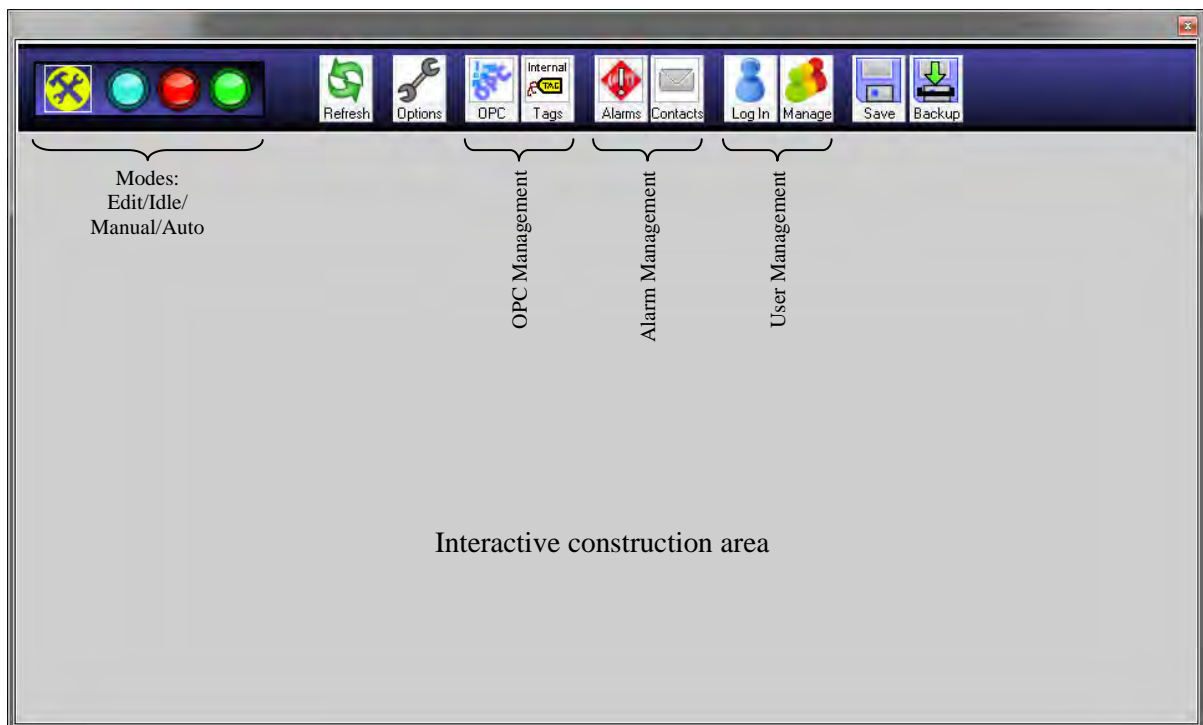 Internal
TAG
Refresh
Options
OPC
Tags
Alarms
Contacts
Log In
Manage
Save
Backup
Modes:
Edit/Idle/
Manual/Auto
OPC Management
Alarm Management
User Management
Interactive construction area